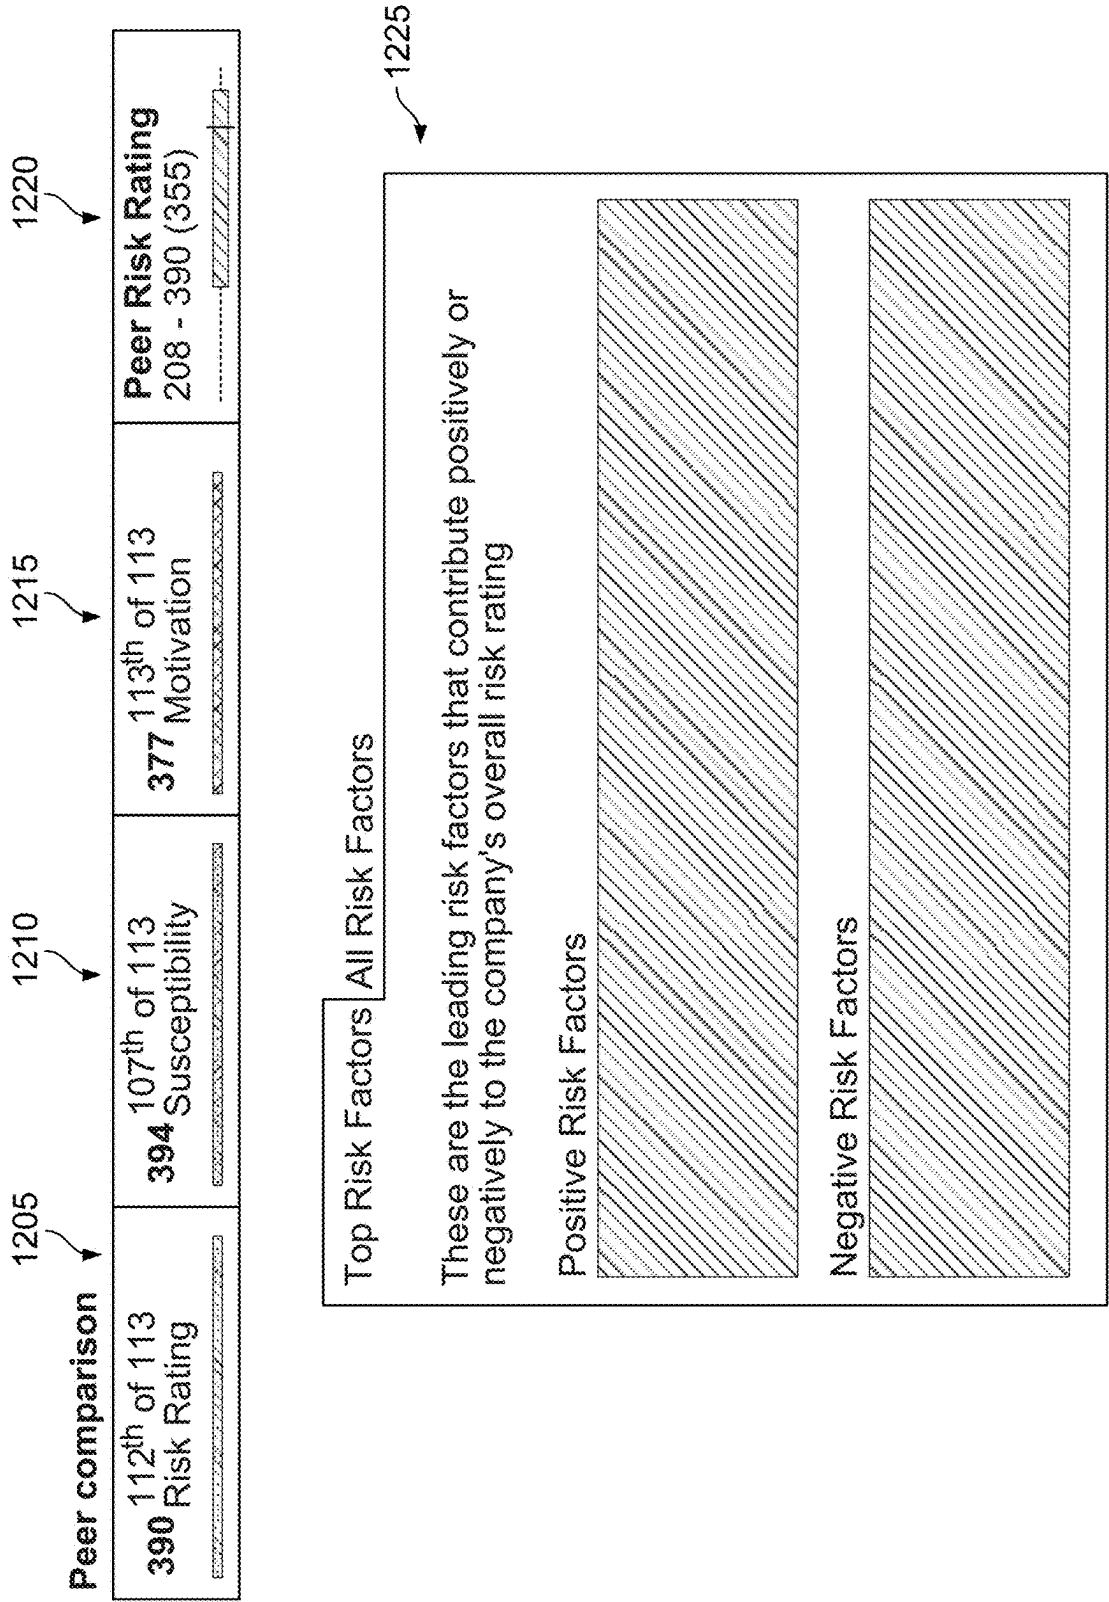 Peer comparison
1205
1210
1215
1220
390 112th of 113
Risk Rating
394 107th of 113
Susceptibility
377 113th of 113
Motivation
Peer Risk Rating
208 - 390 (355)
1225
Top Risk Factors
All Risk Factors
These are the leading risk factors that contribute positively or
negatively to the company's overall risk rating
Positive Risk Factors
Negative Risk Factors